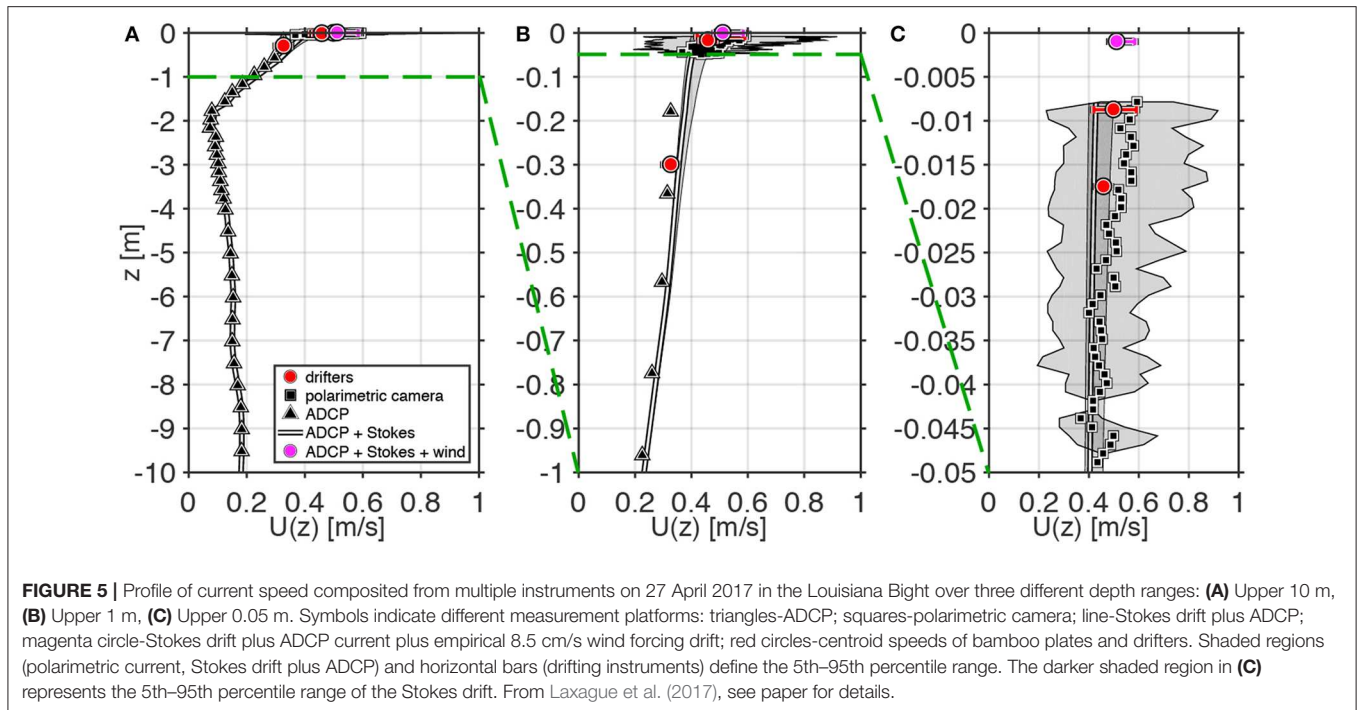 A
0
-1
-2
-3
-4
-5
-6
-7
-8
-9
-10
z [m]
0 0.2 0.4 0.6 0.8 1
U(z) [m/s]
drifters
polarimetric camera
ADCP
ADCP + Stokes
ADCP + Stokes + wind
B
0
-0.1
-0.2
-0.3
-0.4
-0.5
-0.6
-0.7
-0.8
-0.9
-1
0 0.2 0.4 0.6 0.8 1
U(z) [m/s]
C
0
-0.005
-0.01
-0.015
-0.02
-0.025
-0.03
-0.035
-0.04
-0.045
-0.05
0 0.2 0.4 0.6 0.8 1
U(z) [m/s]
FIGURE 5 | Profile of current speed composited from multiple instruments on 27 April 2017 in the Louisiana Bight over three different depth ranges: (A) Upper 10 m,
(B) Upper 1 m, (C) Upper 0.05 m. Symbols indicate different measurement platforms: triangles-ADCP; squares-polarimetric camera; line-Stokes drift plus ADCP;
magenta circle-Stokes drift plus ADCP current plus empirical 8.5 cm/s wind forcing drift; red circles-centroid speeds of bamboo plates and drifters. Shaded regions
(polarimetric current, Stokes drift plus ADCP) and horizontal bars (drifting instruments) define the 5th–95th percentile range. The darker shaded region in (C)
represents the 5th–95th percentile range of the Stokes drift. From Laxague et al. (2017), see paper for details.